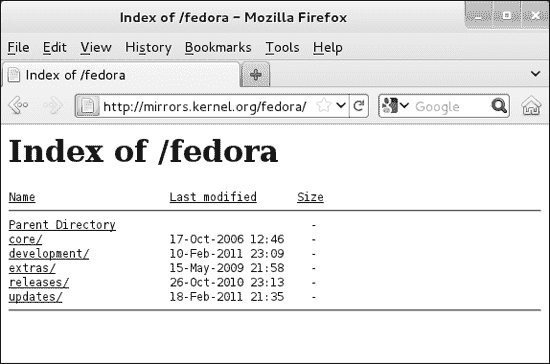 Index of /fedora – Mozilla Firefox
File Edit View History Bookmarks Tools Help
Index of /fedora
http://mirrors.kernel.org/fedora/ Google
Index of /fedora
Name Last modified Size
Parent Directory -
core/ 17-Oct-2006 12:46 -
development/ 10-Feb-2011 23:09 -
extras/ 15-May-2009 21:58 -
releases/ 26-Oct-2010 23:13 -
updates/ 18-Feb-2011 21:35 -